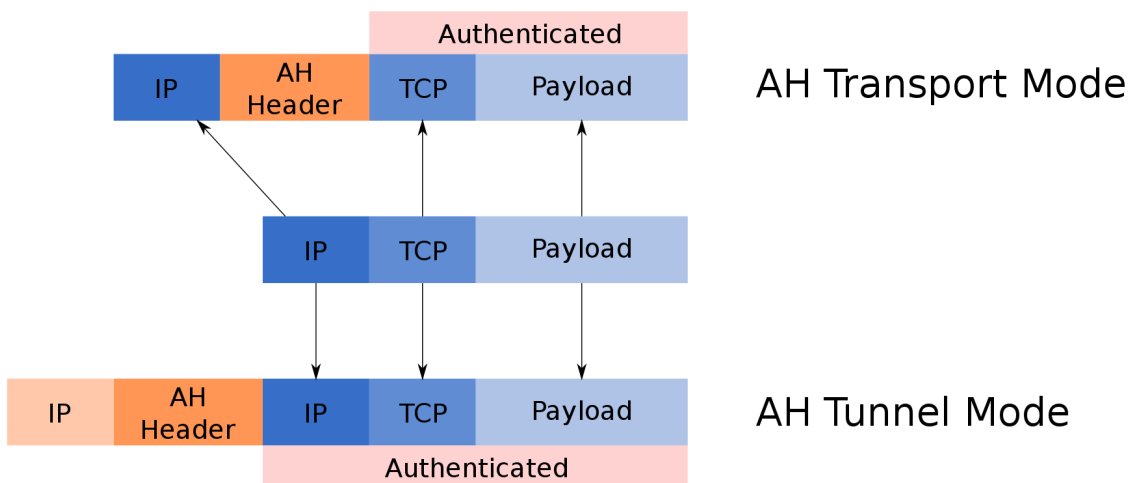 Authenticated
IP
AH
Header
TCP
Payload
AH Transport Mode
IP
TCP
Payload
IP
AH
Header
IP
TCP
Payload
AH Tunnel Mode
Authenticated